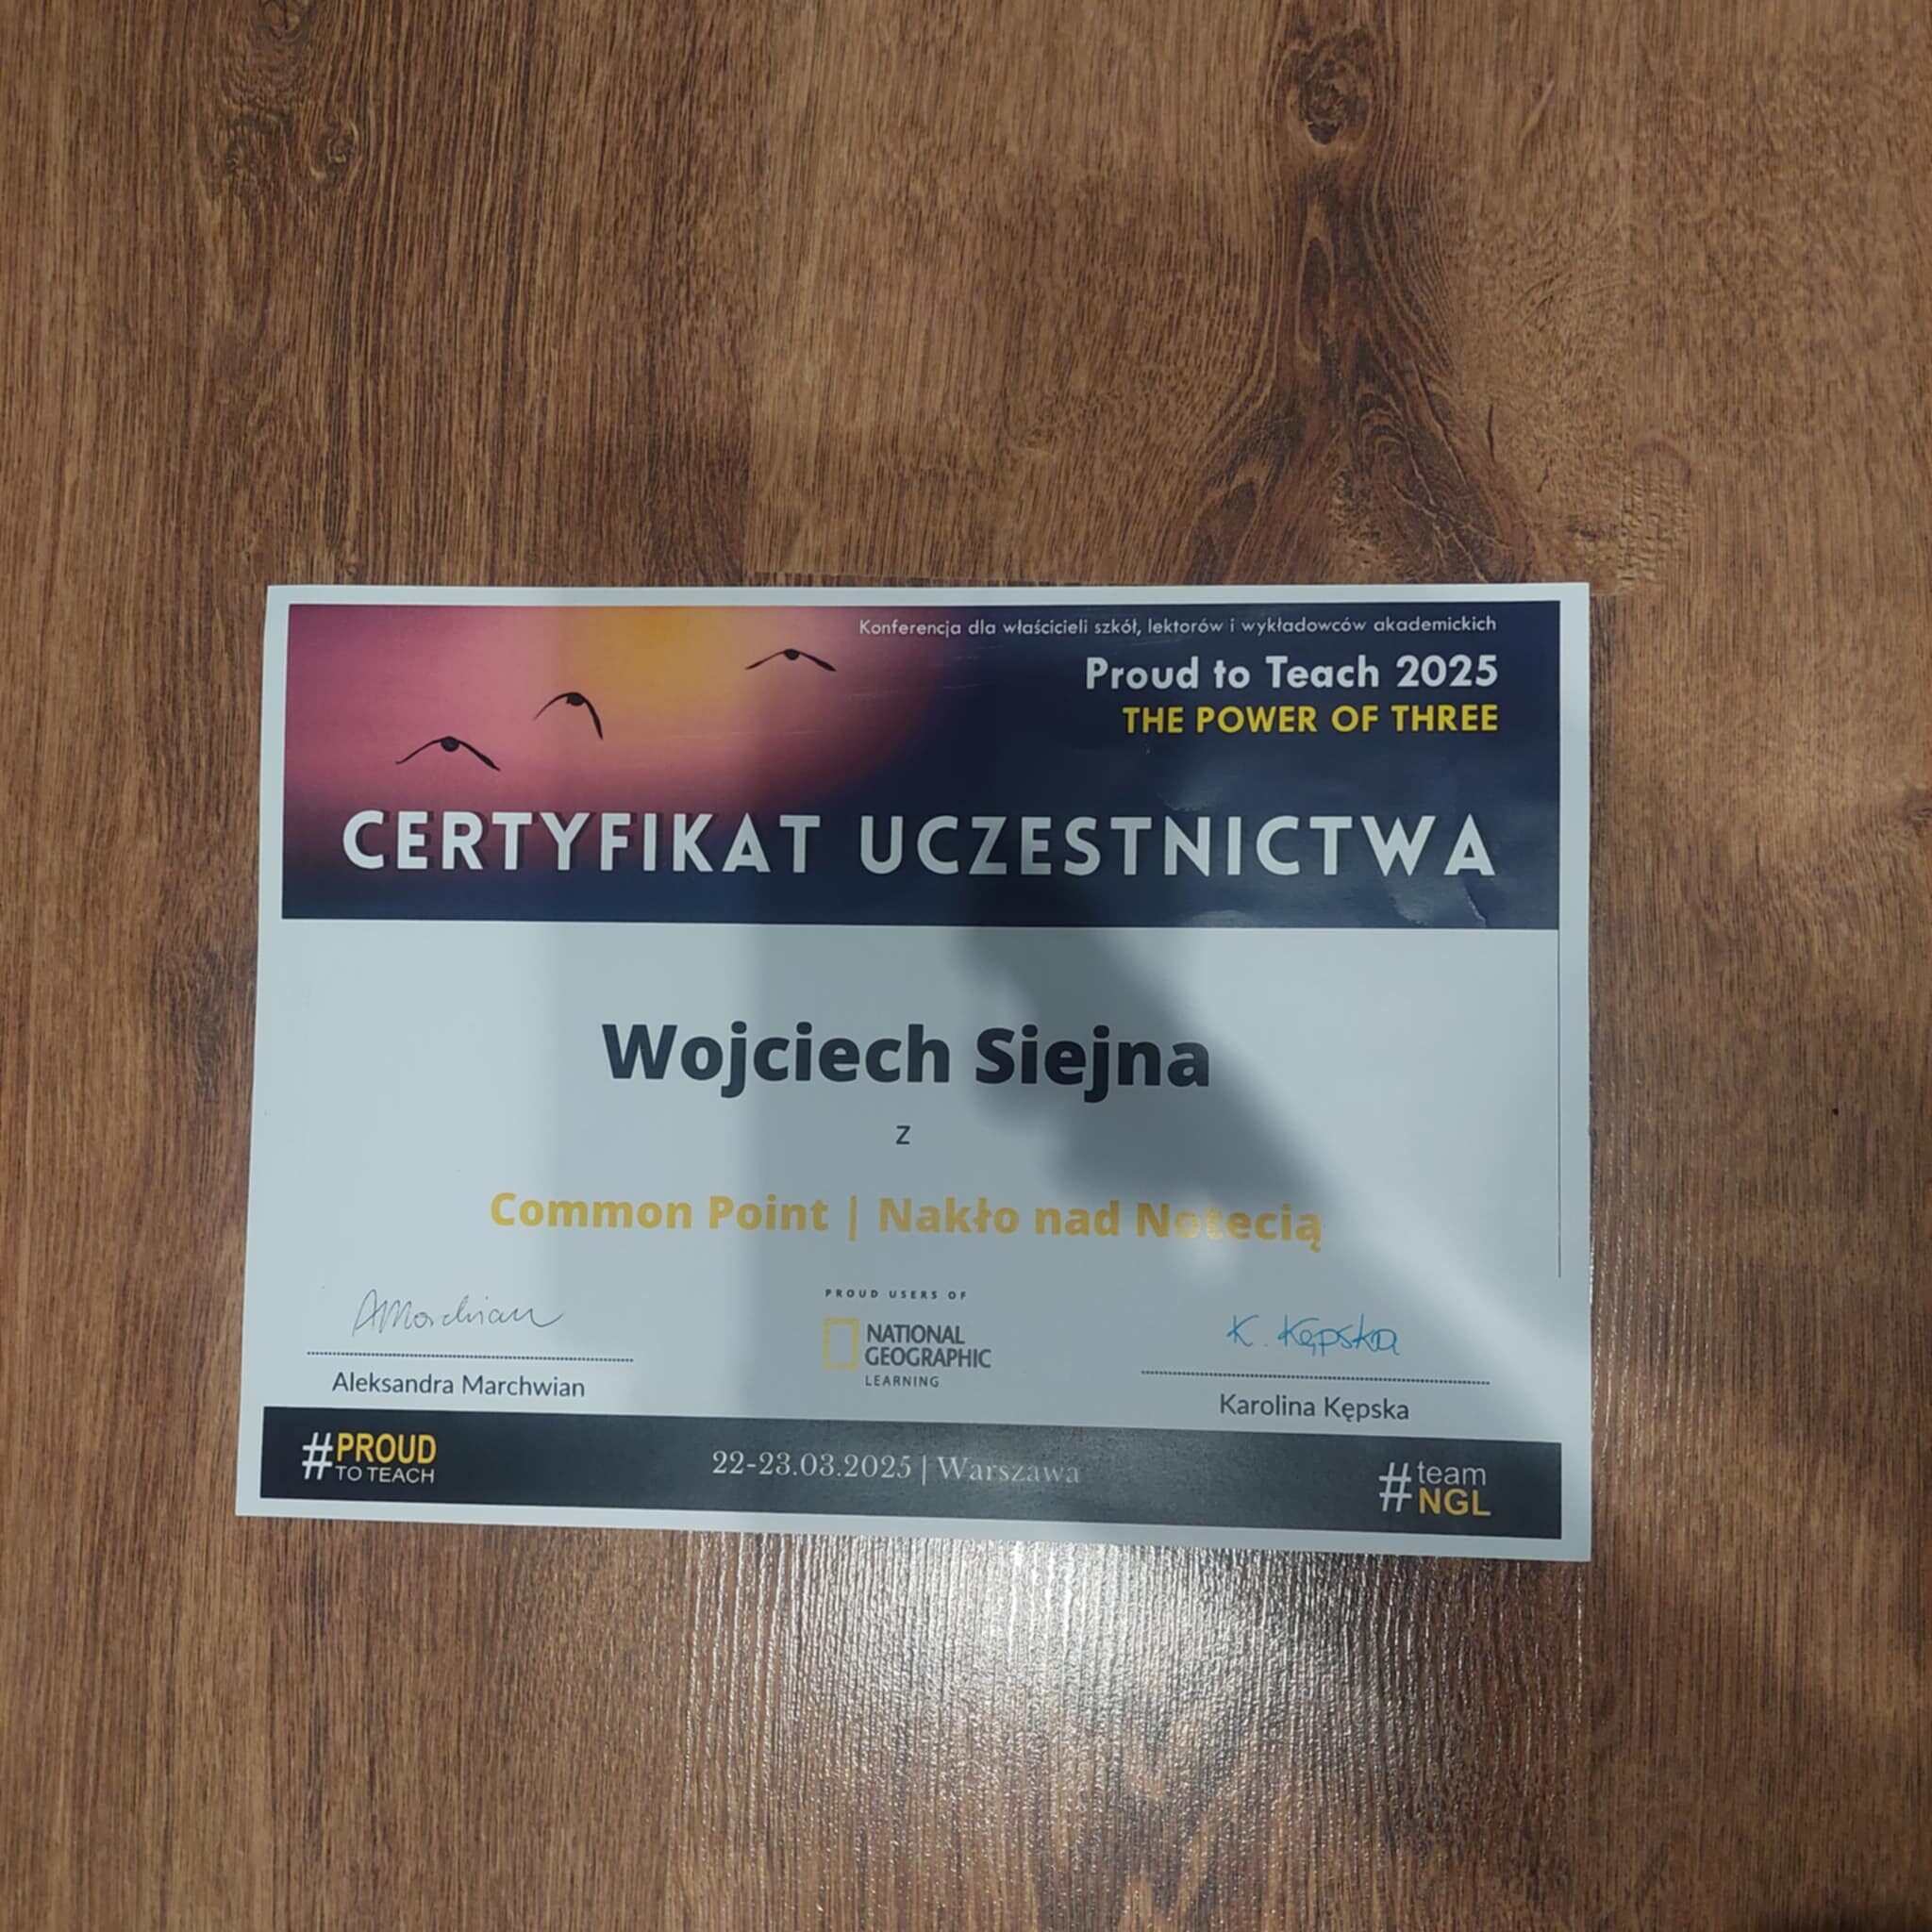 Konferencja dla właścicieli szkół, lektorów i wykładowców akademickich
Proud to Teach 2025
THE POWER OF THREE
CERTYFIKAT UCZESTNICTWA
Wojciech Siejna
z
Common Point | Nakło nad Notecią
AMarchwian
Aleksandra Marchwian
PROUD USERS OF
NATIONAL
GEOGRAPHIC
LEARNING
K. Kępska
Karolina Kępska
#PROUD
TO TEACH
22-23.03.2025 | Warszawa
#team
NGL